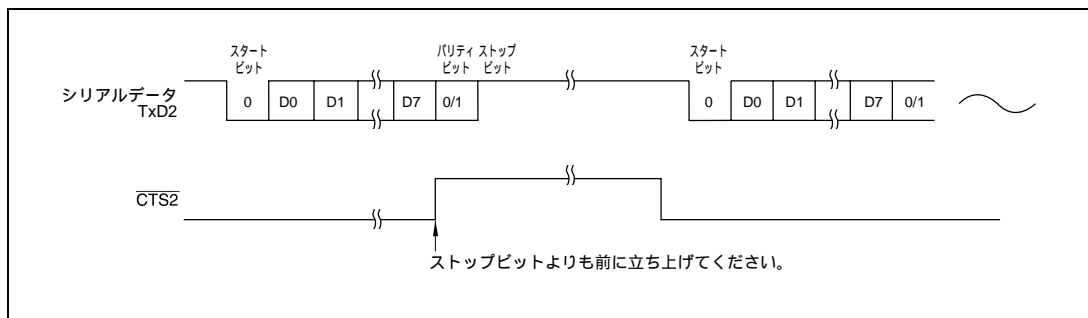 スタート
ビット
パリティ ストップ
ビット ビット
スタート
ビット
シリアルデータ
TxD2
0 D0 D1 D7 0/1 0 D0 D1 D7 0/1
CTS2
ストップビットよりも前に立ち上げてください。